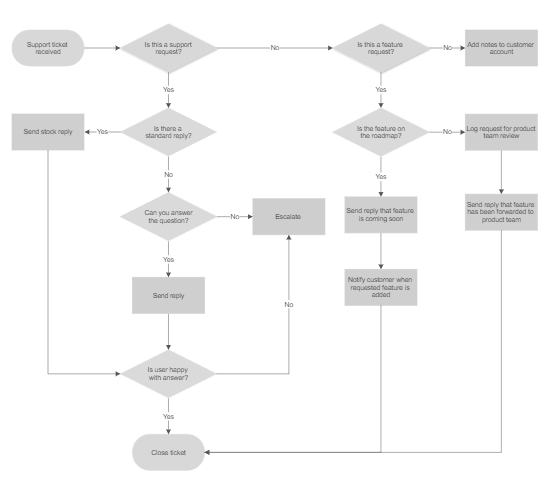 Support ticket
received
Is this a support
request?
No
Is this a feature
request?
No
Add notes to customer
account
Yes
Yes
Send stock reply
Yes
Is there a
standard reply?
Is the feature on
the roadmap?
No
Log request for product
team review
No
Yes
Can you answer
the question?
No
Escalate
Send reply that feature
is coming soon
Send reply that feature
has been forwarded to
product team
Yes
Send reply
Notify customer when
requested feature is
added
No
Is user happy
with answer?
Yes
Close ticket